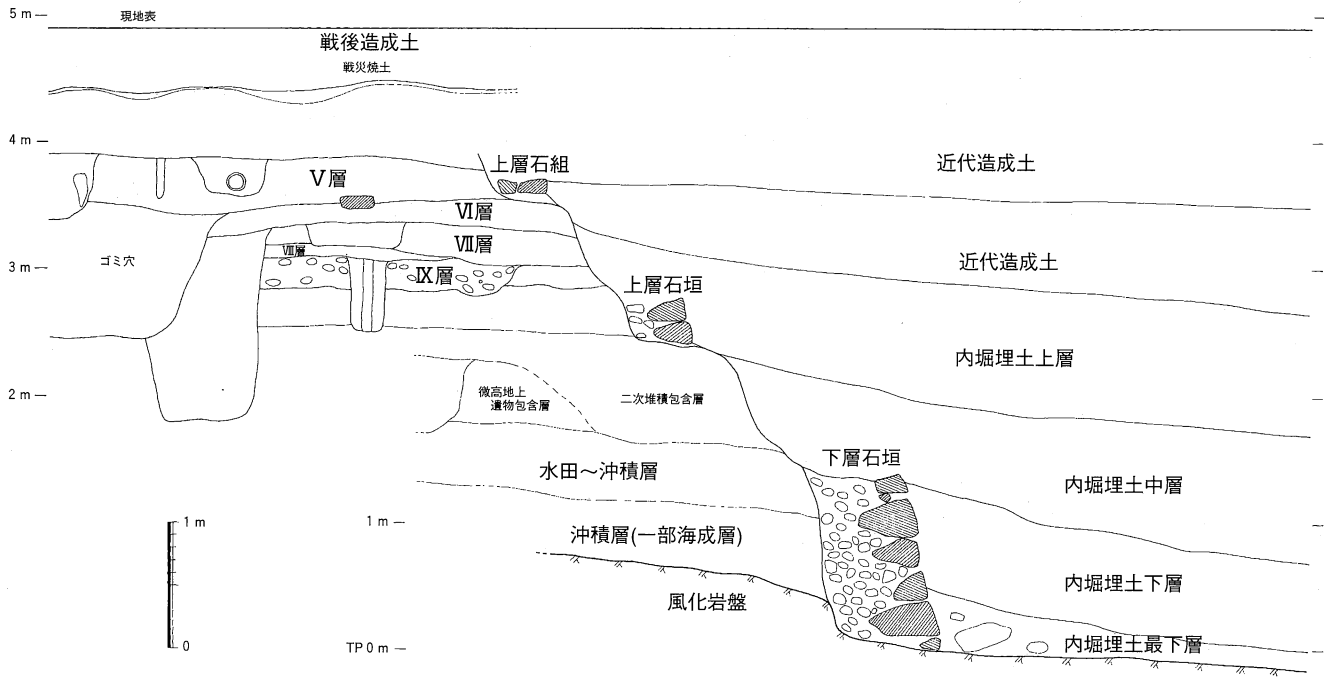 5 m
現地表
戦後造成土
戦災焼土
4 m
上層石組
近代造成土
Ⅴ層
Ⅵ層
Ⅶ層
Ⅷ層
Ⅸ層
ゴミ穴
3 m
近代造成土
上層石垣
内堀埋土上層
2 m
微高地上
遺物包含層
二次堆積包含層
下層石垣
水田〜沖積層
内堀埋土中層
1 m
1 m
沖積層(一部海成層)
内堀埋土下層
風化岩盤
0
TP 0 m
内堀埋土最下層